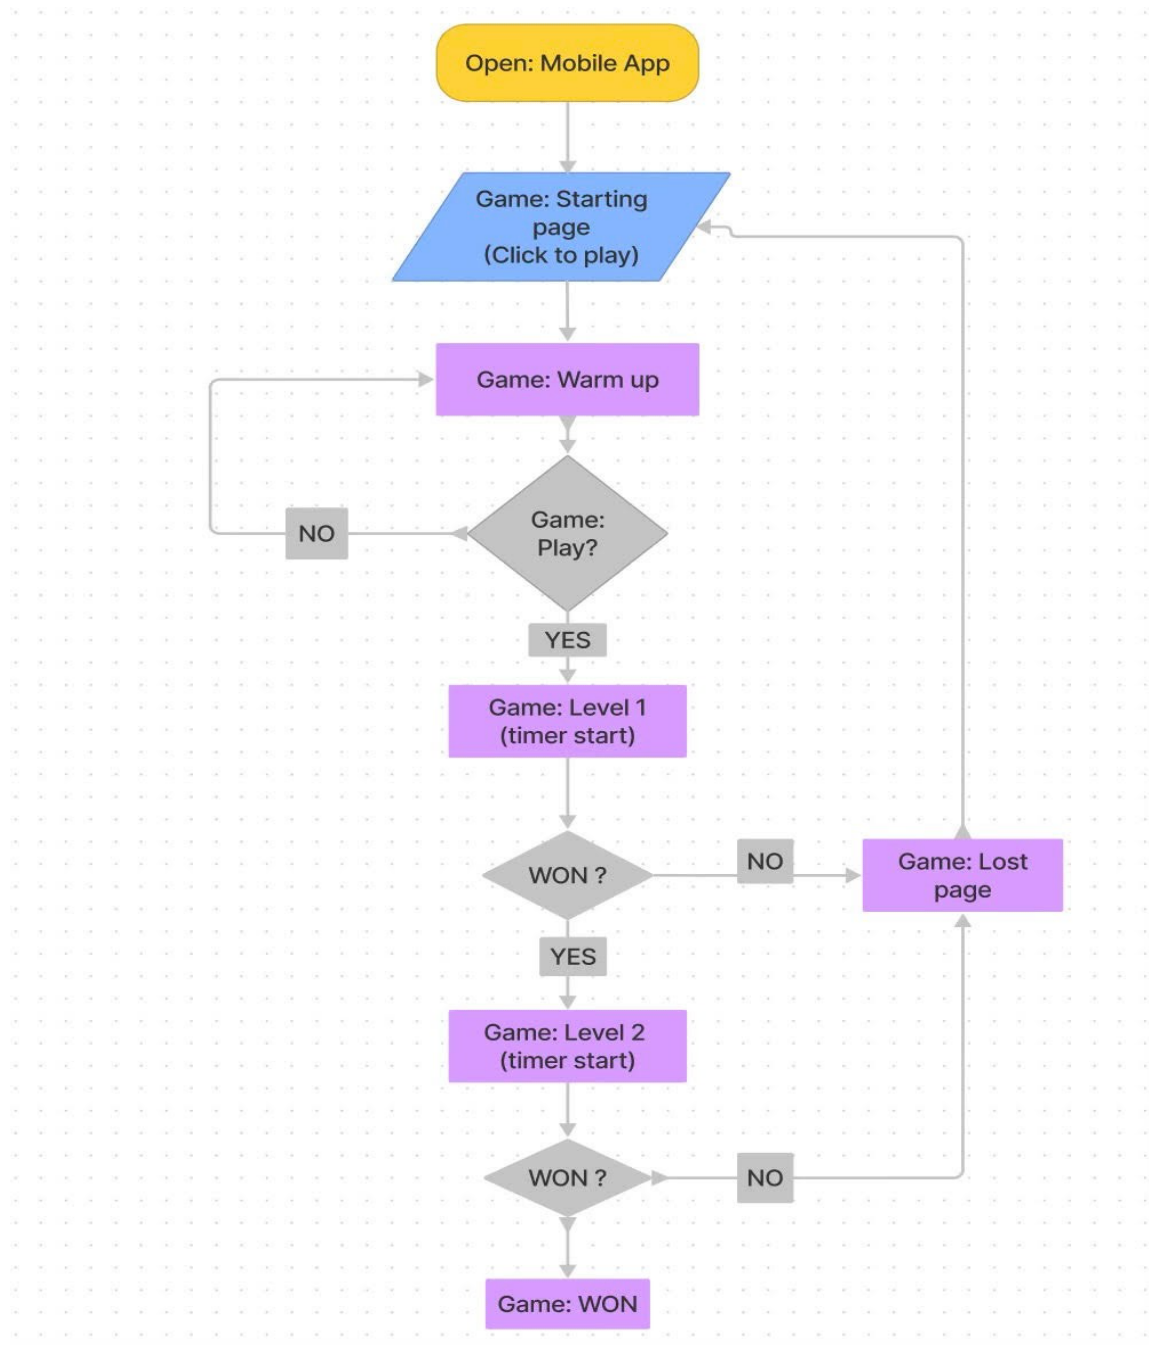 Open: Mobile App
Game: Starting
page
(Click to play)
Game: Warm up
Game:
Play?
NO
YES
Game: Level 1
(timer start)
WON ?
NO
Game: Lost
page
YES
Game: Level 2
(timer start)
WON ?
NO
Game: WON